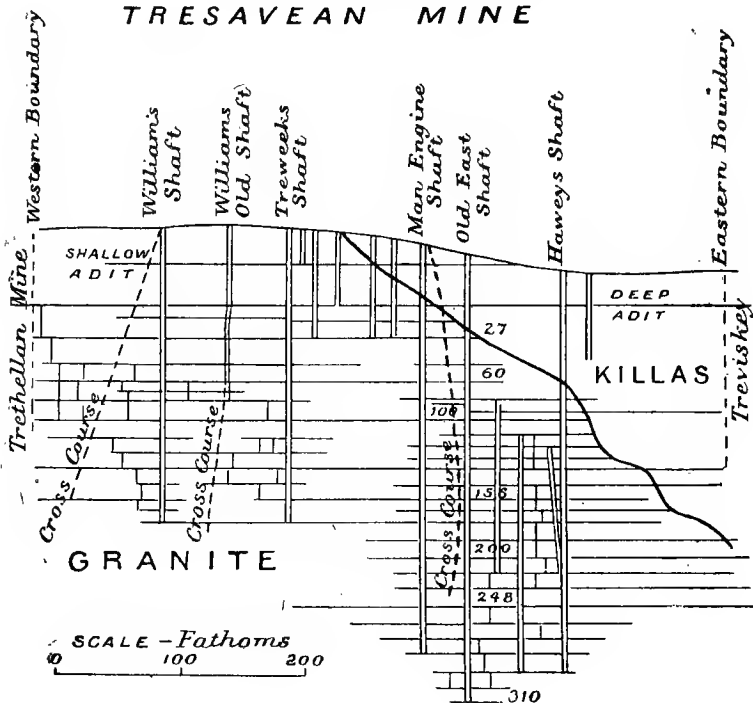 TRESAVEAN MINE
Western Boundary
William's
Shaft
Williams
Old Shaft
Treweeks
Shaft
Man Engine
Shaft
Old East
Shaft
Haweys Shaft
Eastern Boundary
SHALLOW
ADIT
DEEP
ADIT
Trethellan Mine
Treviskey
27
60
KILLAS
100
Cross Course
Cross Course
Cross Course
156
200
248
GRANITE
SCALE – Fathoms
0 100 200
310